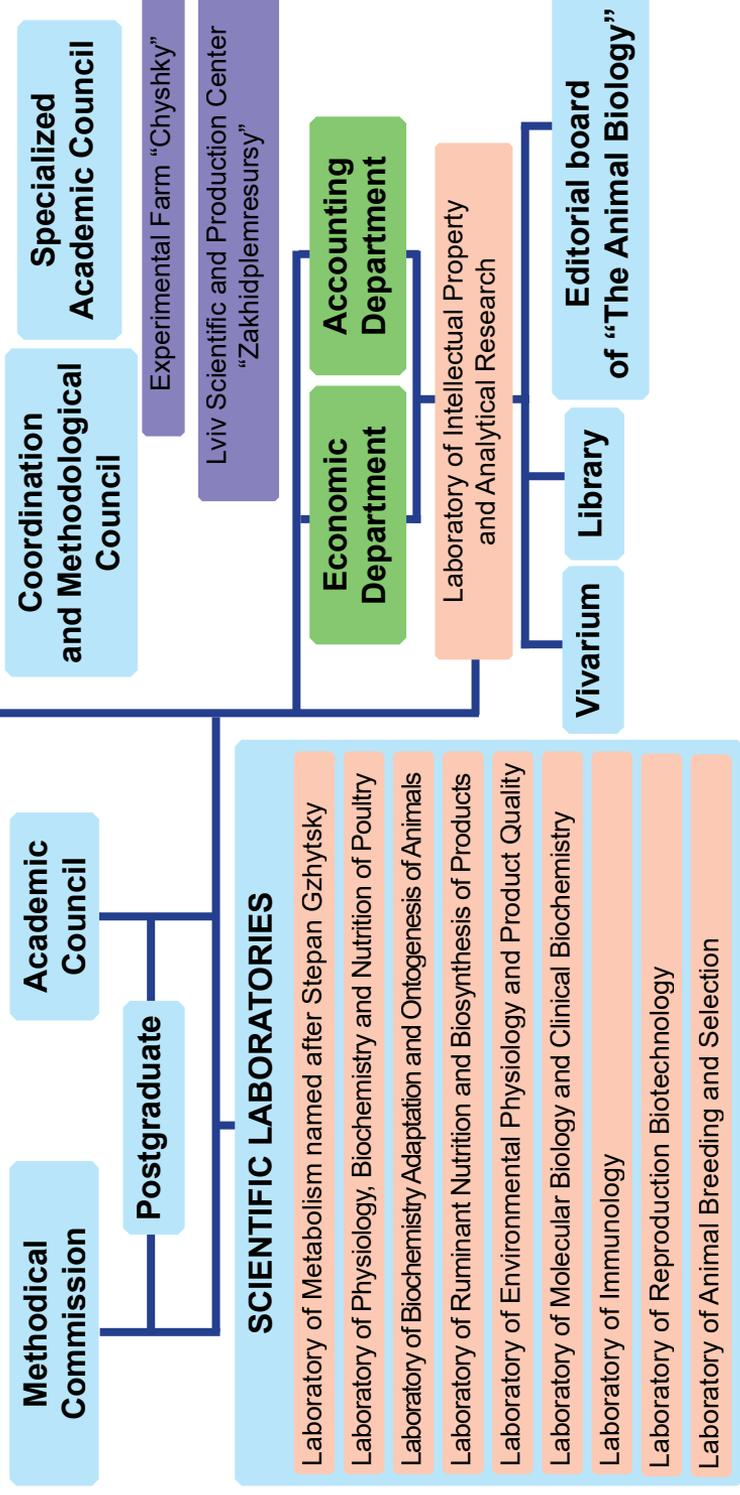 Methodical
Commission
Academic
Council
Coordination
and Methodological
Council
Specialized
Academic Council
Postgraduate
Experimental Farm “Chyshky”
Lviv Scientific and Production Center
“Zakhidplemresursy”
SCIENTIFIC LABORATORIES
Laboratory of Metabolism named after Stepan Gzhytsky
Laboratory of Physiology, Biochemistry and Nutrition of Poultry
Laboratory of Biochemistry Adaptation and Ontogenesis of Animals
Laboratory of Ruminant Nutrition and Biosynthesis of Products
Laboratory of Environmental Physiology and Product Quality
Laboratory of Molecular Biology and Clinical Biochemistry
Laboratory of Immunology
Laboratory of Reproduction Biotechnology
Laboratory of Animal Breeding and Selection
Economic
Department
Accounting
Department
Laboratory of Intellectual Property
and Analytical Research
Vivarium
Library
Editorial board
of “The Animal Biology”